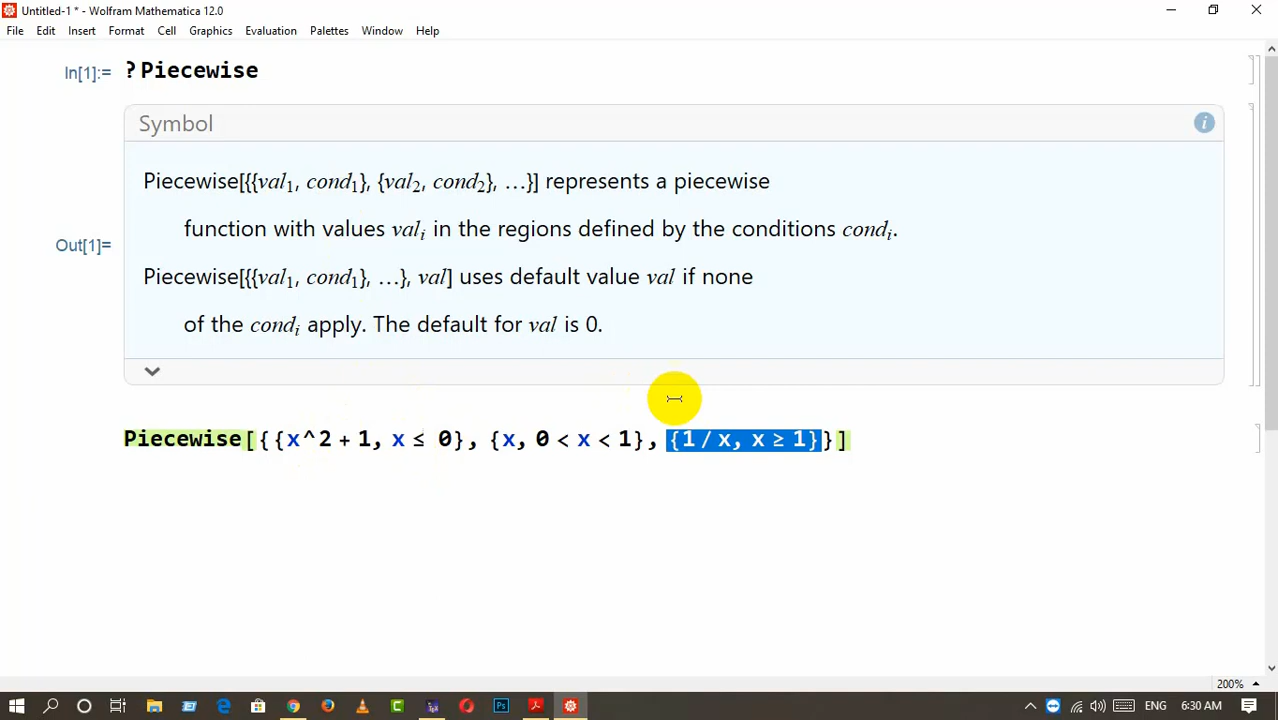 Untitled-1 * - Wolfram Mathematica 12.0
File Edit Insert Format Cell Graphics Evaluation Palettes Window Help
In[1]:= ? Piecewise
Symbol
Piecewise[{{val₁, cond₁}, {val₂, cond₂}, …}] represents a piecewise
function with values valᵢ in the regions defined by the conditions condᵢ.
Out[1]=
Piecewise[{{val₁, cond₁}, …}, val] uses default value val if none
of the condᵢ apply. The default for val is 0.
Piecewise[{{x^2 + 1, x ≤ 0}, {x, 0 < x < 1}, {1 / x, x ≥ 1}}]
200%
ENG 6:30 AM